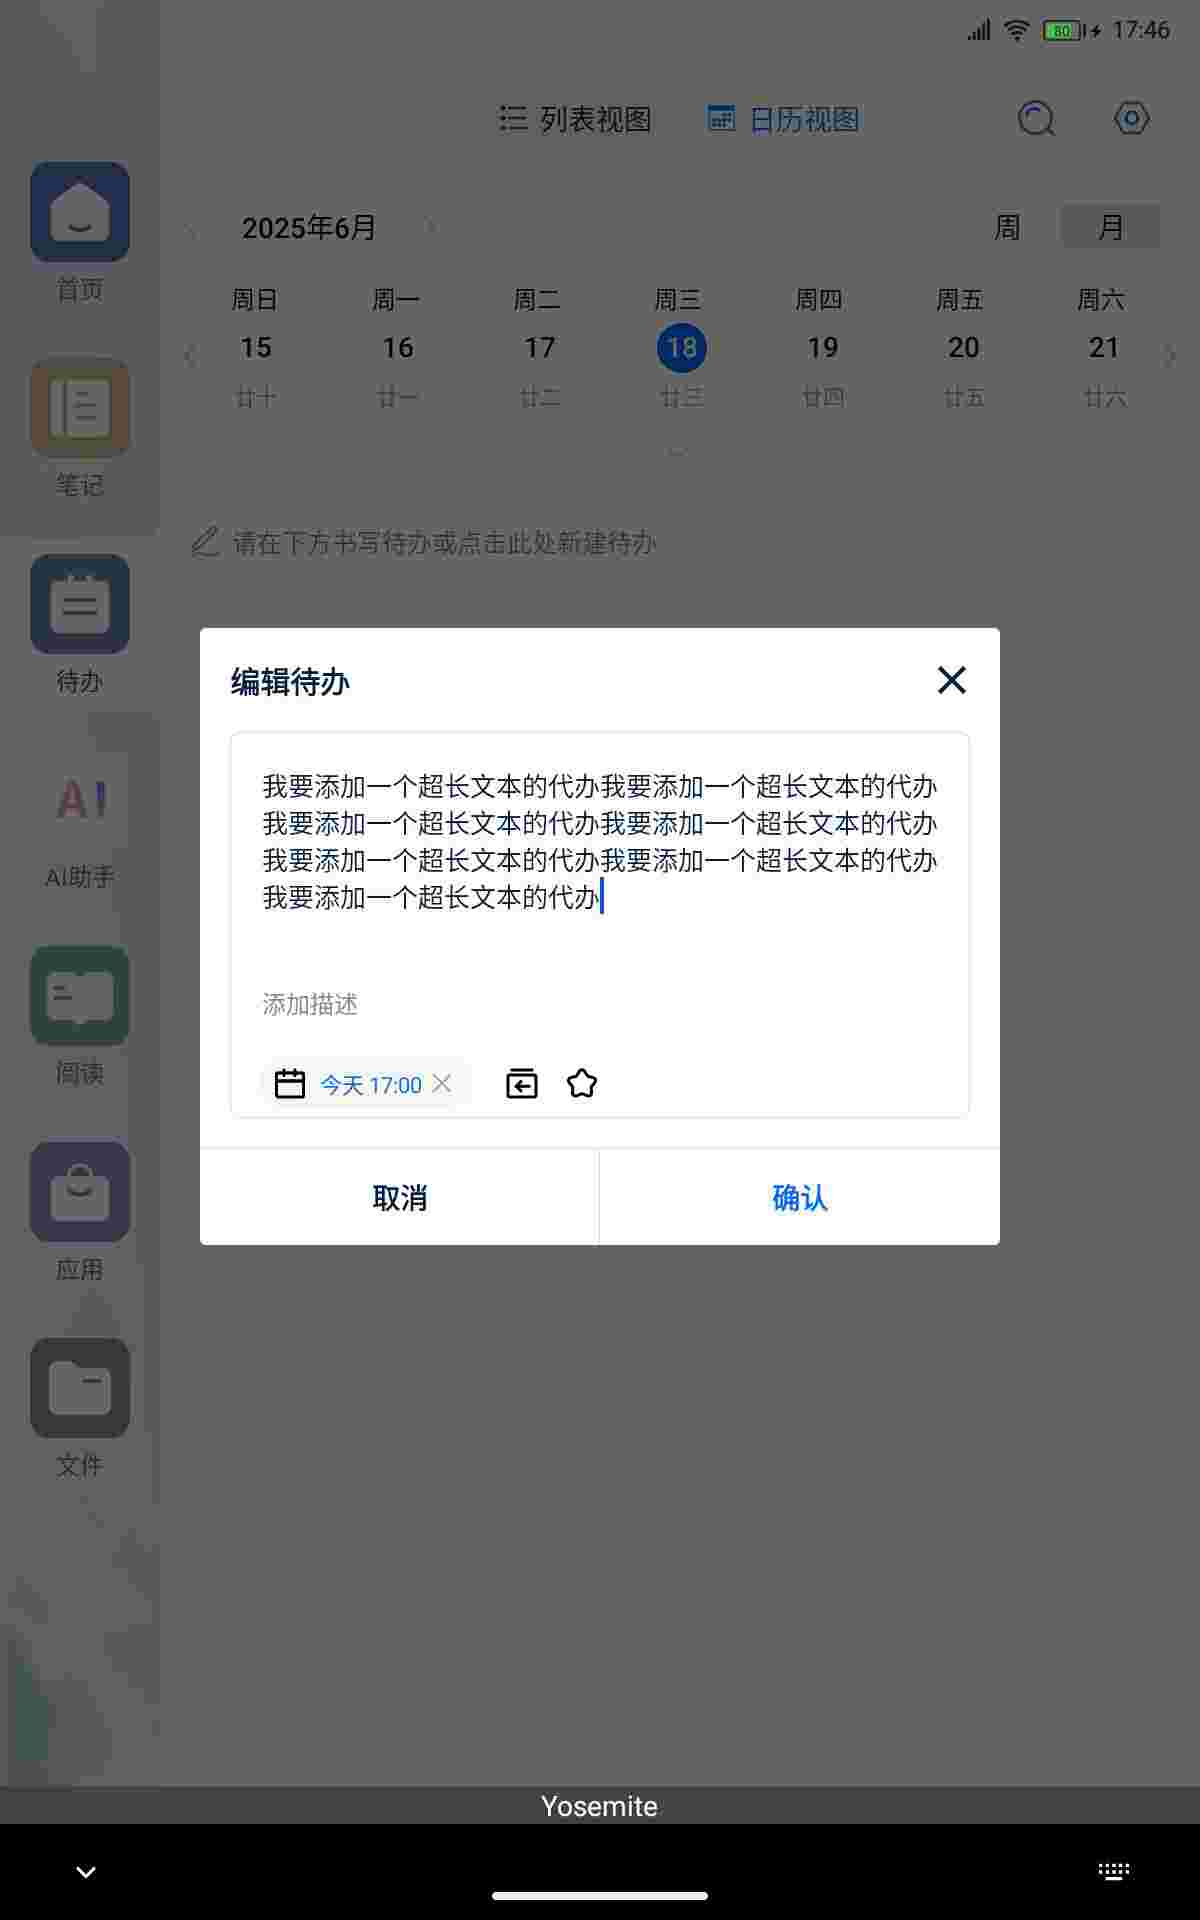 80 17:46
列表视图 日历视图
2025年6月 周 月
周日 周一 周二 周三 周四 周五 周六
15 16 17 18 19 20 21
廿十 廿一 廿二 廿三 廿四 廿五 廿六
请在下方书写待办或点击此处新建待办
首页
笔记
待办
AI
AI助手
阅读
应用
文件
编辑待办
我要添加一个超长文本的代办我要添加一个超长文本的代办
我要添加一个超长文本的代办我要添加一个超长文本的代办
我要添加一个超长文本的代办我要添加一个超长文本的代办
我要添加一个超长文本的代办
添加描述
今天 17:00
取消 确认
Yosemite